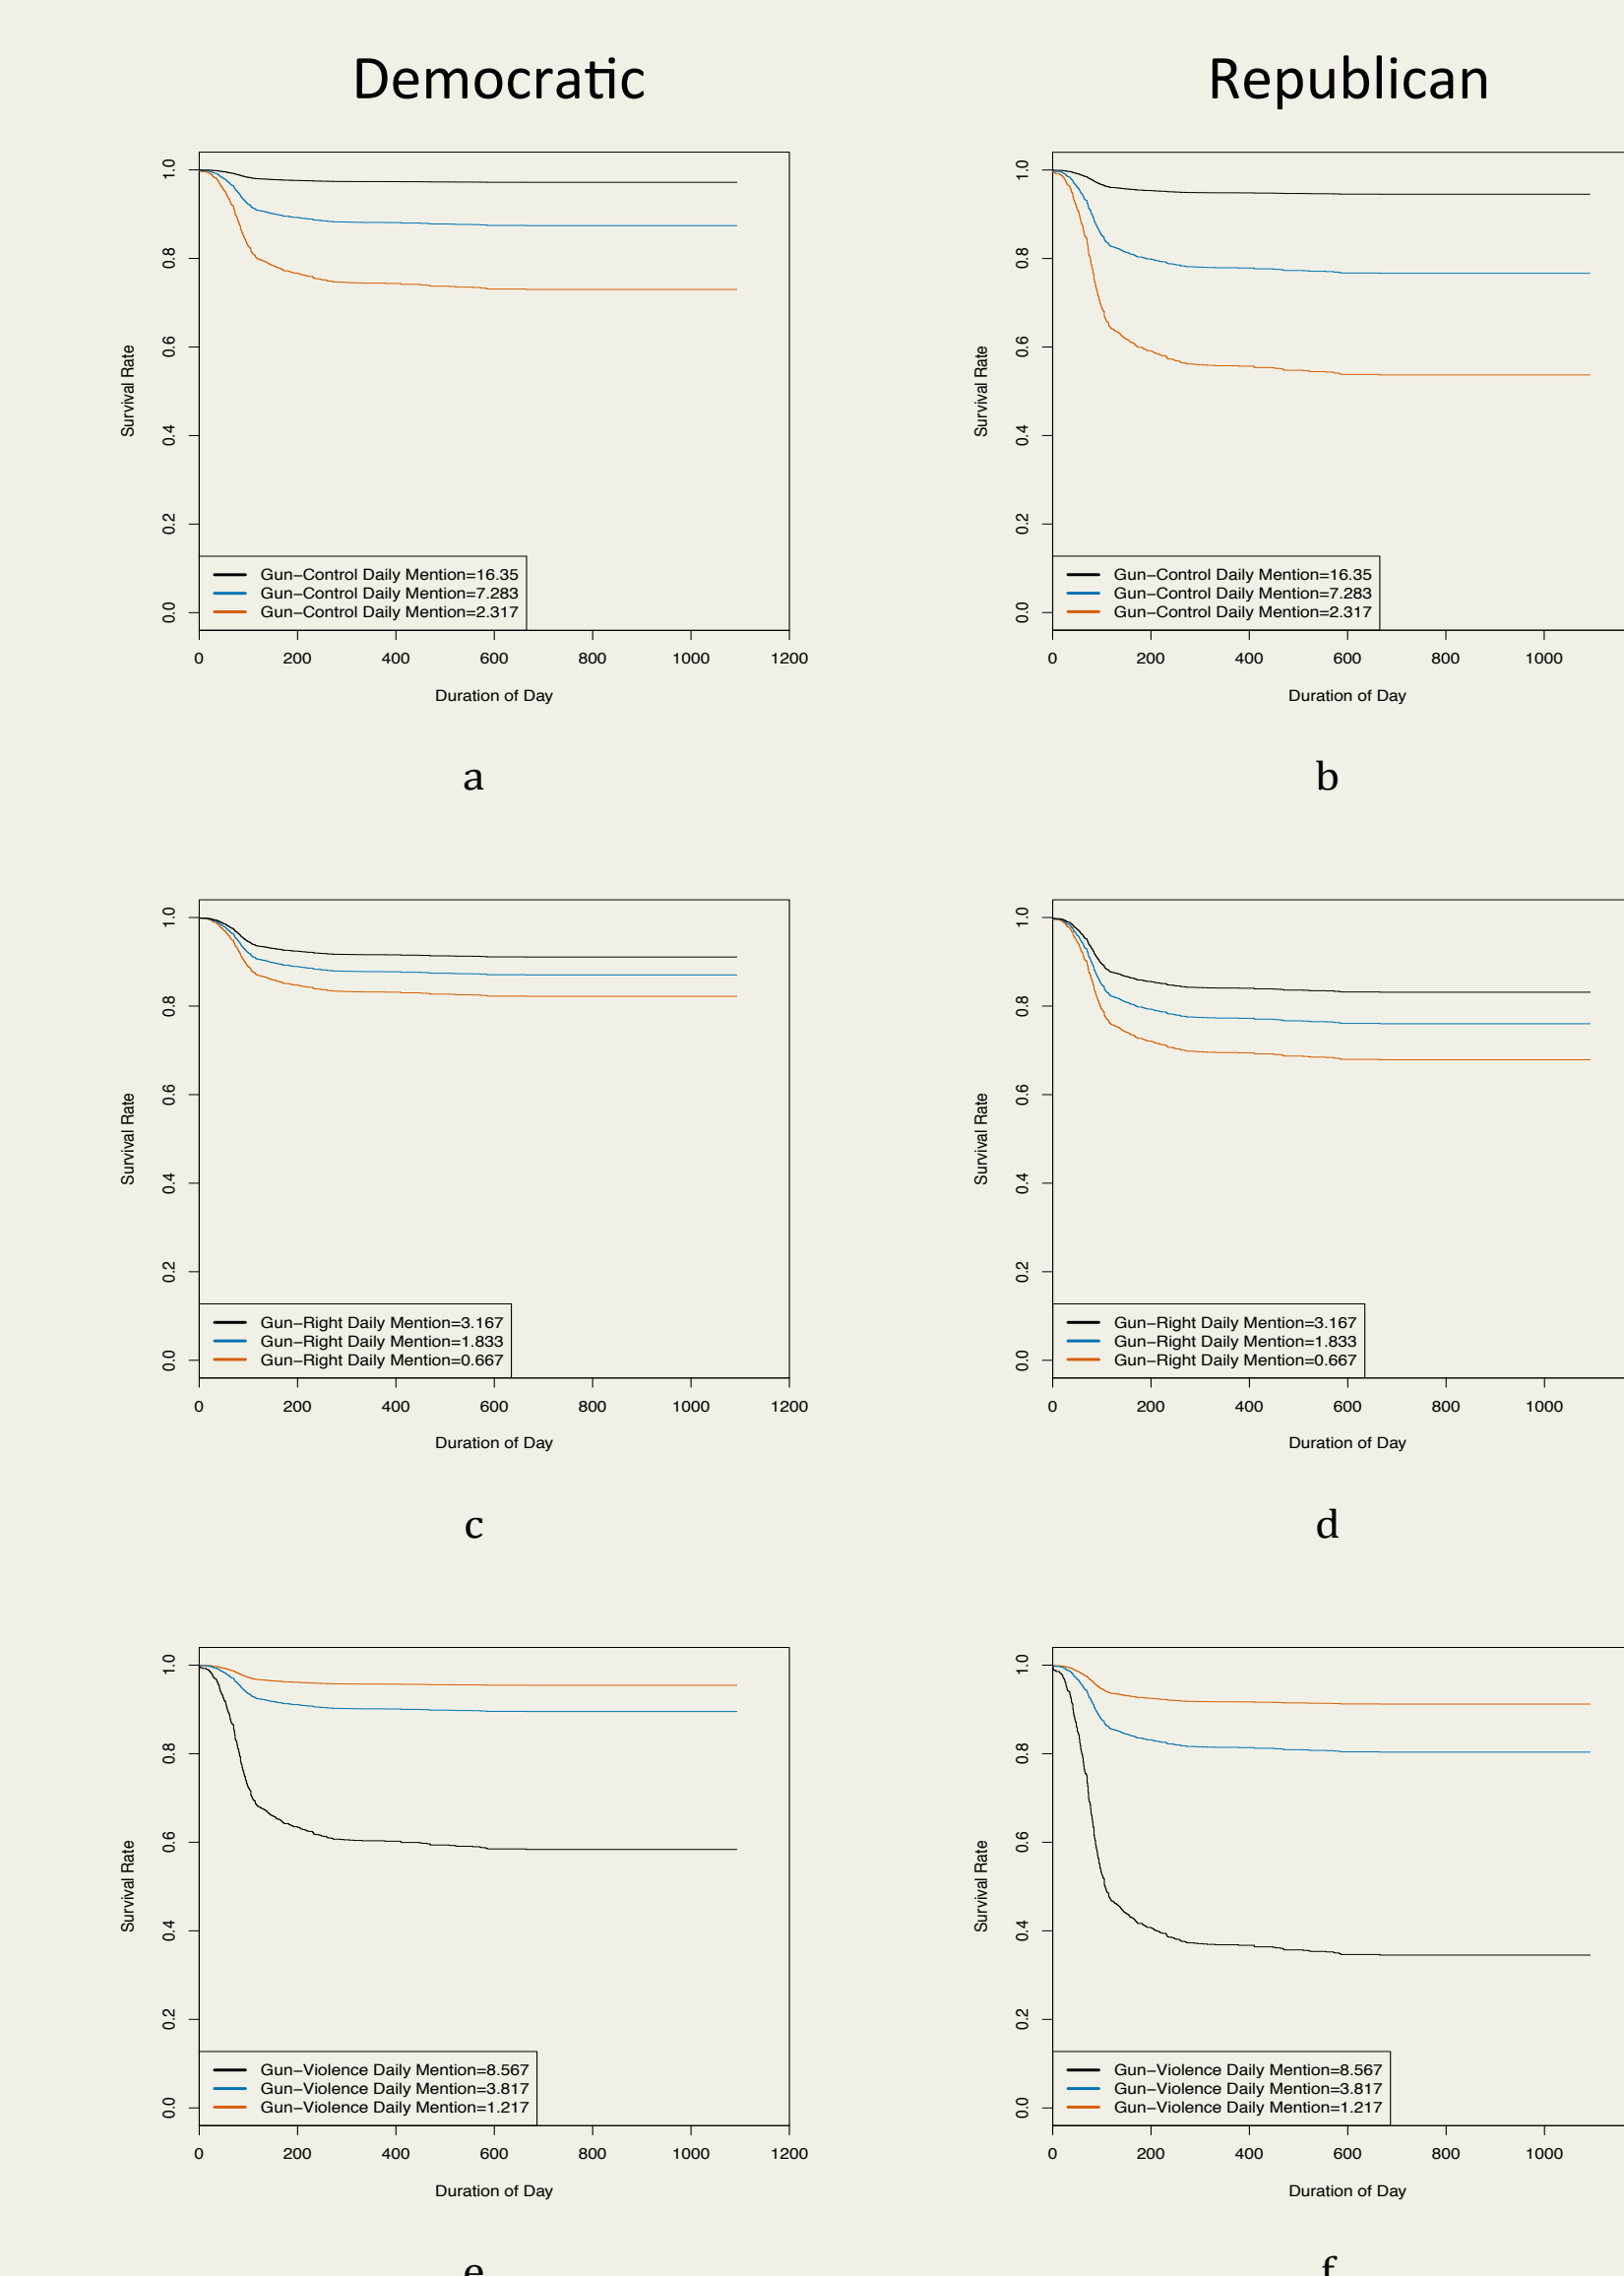 Democratic
Republican
Survival Rate
1.0
0.8
0.6
0.4
0.2
0.0
Gun−Control Daily Mention=16.35
Gun−Control Daily Mention=7.283
Gun−Control Daily Mention=2.317
0 200 400 600 800 1000 1200
Duration of Day
a
Survival Rate
1.0
0.8
0.6
0.4
0.2
0.0
Gun−Control Daily Mention=16.35
Gun−Control Daily Mention=7.283
Gun−Control Daily Mention=2.317
0 200 400 600 800 1000
Duration of Day
b
Survival Rate
1.0
0.8
0.6
0.4
0.2
0.0
Gun−Right Daily Mention=3.167
Gun−Right Daily Mention=1.833
Gun−Right Daily Mention=0.667
0 200 400 600 800 1000 1200
Duration of Day
c
Survival Rate
1.0
0.8
0.6
0.4
0.2
0.0
Gun−Right Daily Mention=3.167
Gun−Right Daily Mention=1.833
Gun−Right Daily Mention=0.667
0 200 400 600 800 1000
Duration of Day
d
Survival Rate
1.0
0.8
0.6
0.4
0.2
0.0
Gun−Violence Daily Mention=8.567
Gun−Violence Daily Mention=3.817
Gun−Violence Daily Mention=1.217
0 200 400 600 800 1000 1200
Duration of Day
e
Survival Rate
1.0
0.8
0.6
0.4
0.2
0.0
Gun−Violence Daily Mention=8.567
Gun−Violence Daily Mention=3.817
Gun−Violence Daily Mention=1.217
0 200 400 600 800 1000
Duration of Day
f